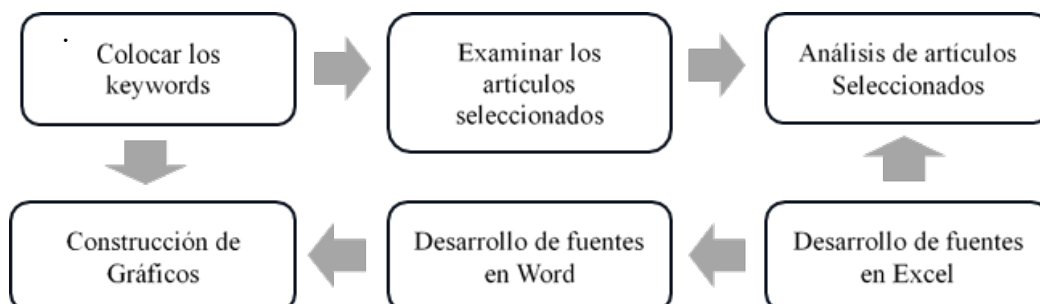 Colocar los
keywords
Examinar los
artículos
seleccionados
Análisis de artículos
Seleccionados
Construcción de
Gráficos
Desarrollo de fuentes
en Word
Desarrollo de fuentes
en Excel